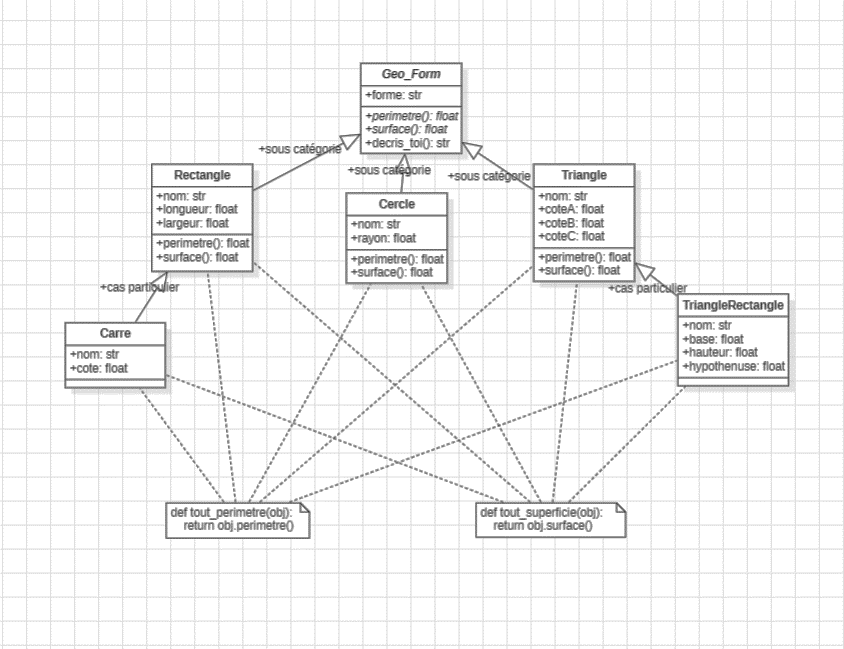 Geo_Form
+forme: str
+perimetre(): float
+surface(): float
+decris_toi(): str
+sous catégorie
+sous catégorie
+sous catégorie
Rectangle
+nom: str
+longueur: float
+largeur: float
+perimetre(): float
+surface(): float
Cercle
+nom: str
+rayon: float
+perimetre(): float
+surface(): float
Triangle
+nom: str
+coteA: float
+coteB: float
+coteC: float
+perimetre(): float
+surface(): float
+cas particulier
+cas particulier
Carre
+nom: str
+cote: float
TriangleRectangle
+nom: str
+base: float
+hauteur: float
+hypothenuse: float
def tout_perimetre(obj):
return obj.perimetre()
def tout_superficie(obj):
return obj.surface()